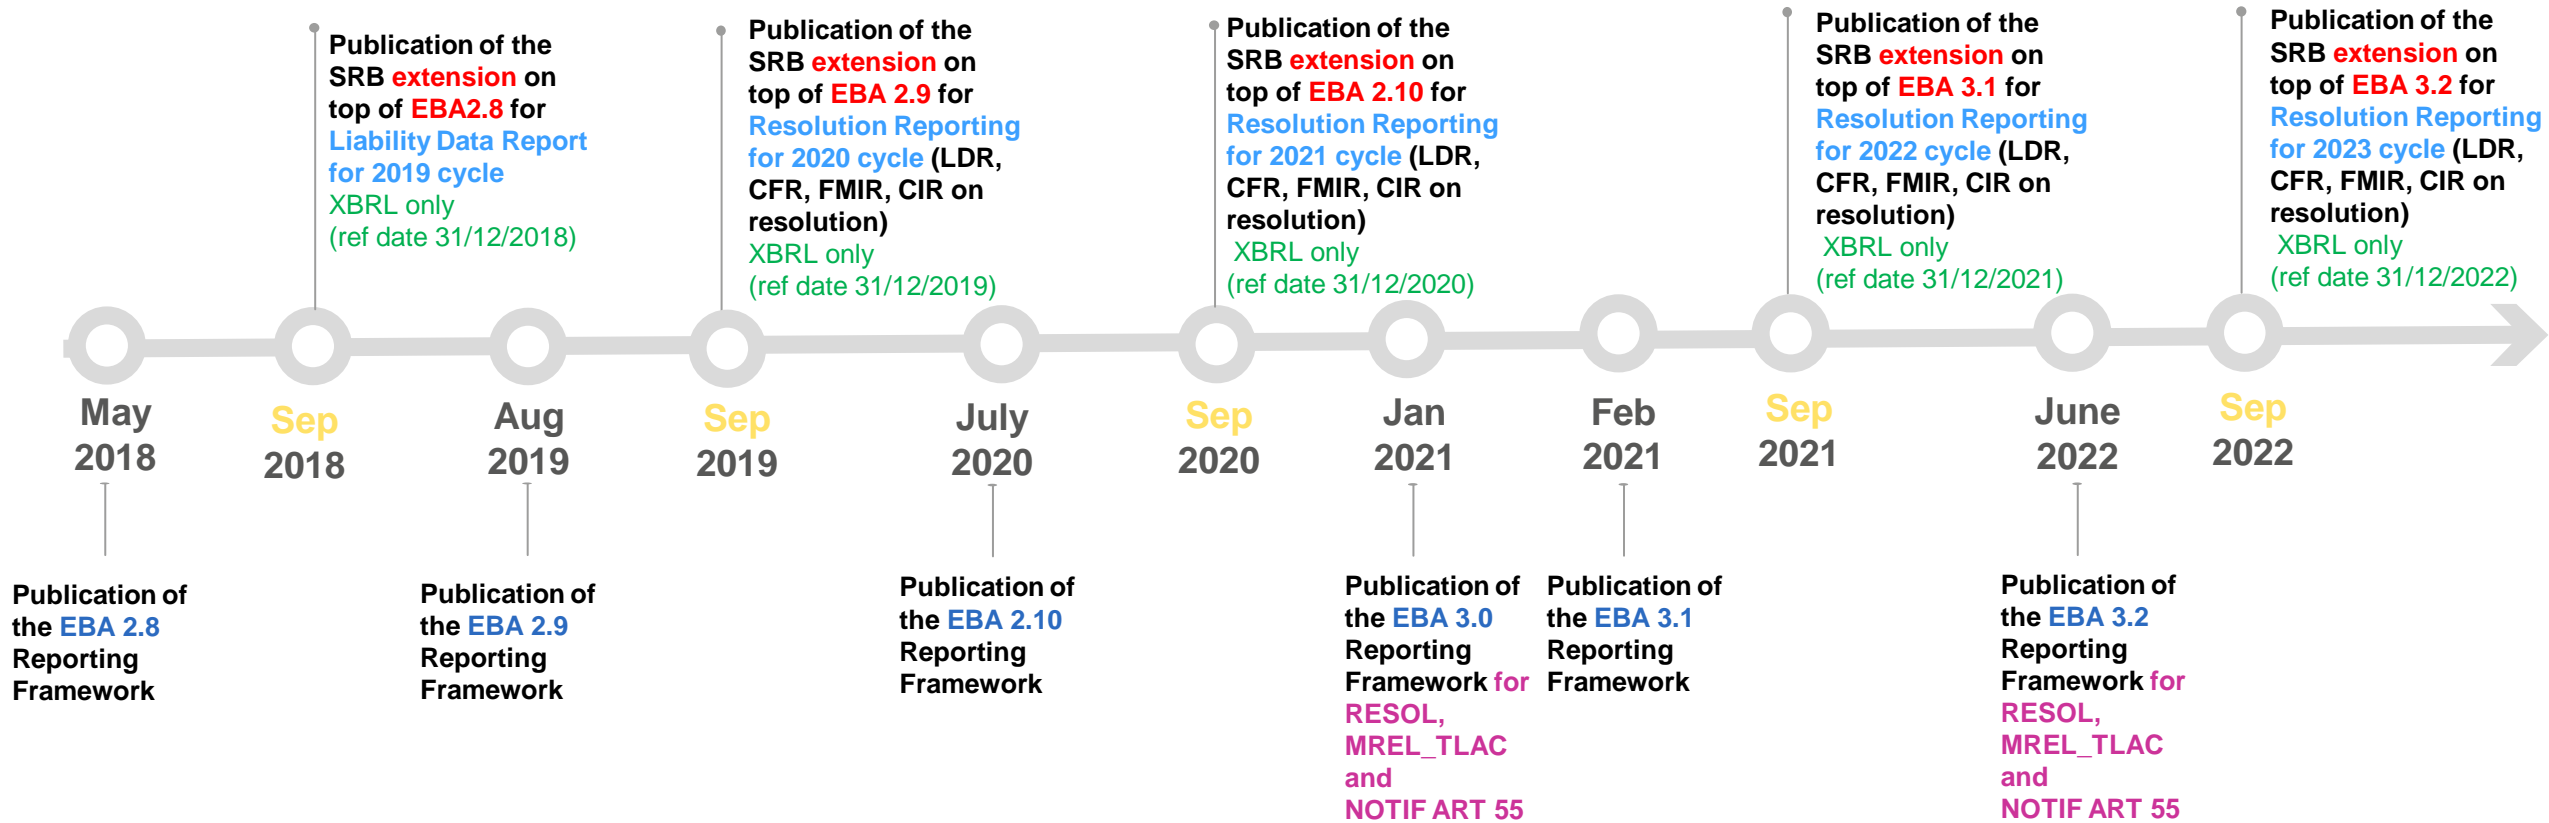 Publication of the
SRB extension on
top of EBA2.8 for
Liability Data Report
for 2019 cycle
XBRL only
(ref date 31/12/2018)
Publication of the
SRB extension on
top of EBA 2.9 for
Resolution Reporting
for 2020 cycle (LDR,
CFR, FMIR, CIR on
resolution)
XBRL only
(ref date 31/12/2019)
Publication of the
SRB extension on
top of EBA 2.10 for
Resolution Reporting
for 2021 cycle (LDR,
CFR, FMIR, CIR on
resolution)
XBRL only
(ref date 31/12/2020)
Publication of the
SRB extension on
top of EBA 3.1 for
Resolution Reporting
for 2022 cycle (LDR,
CFR, FMIR, CIR on
resolution)
XBRL only
(ref date 31/12/2021)
Publication of the
SRB extension on
top of EBA 3.2 for
Resolution Reporting
for 2023 cycle (LDR,
CFR, FMIR, CIR on
resolution)
XBRL only
(ref date 31/12/2022)
May
2018
Sep
2018
Aug
2019
Sep
2019
July
2020
Sep
2020
Jan
2021
Feb
2021
Sep
2021
June
2022
Sep
2022
Publication of
the EBA 2.8
Reporting
Framework
Publication of
the EBA 2.9
Reporting
Framework
Publication of
the EBA 2.10
Reporting
Framework
Publication of
the EBA 3.0
Reporting
Framework for
RESOL,
MREL_TLAC
and
NOTIF ART 55
Publication of
the EBA 3.1
Reporting
Framework
Publication of
the EBA 3.2
Reporting
Framework for
RESOL,
MREL_TLAC
and
NOTIF ART 55